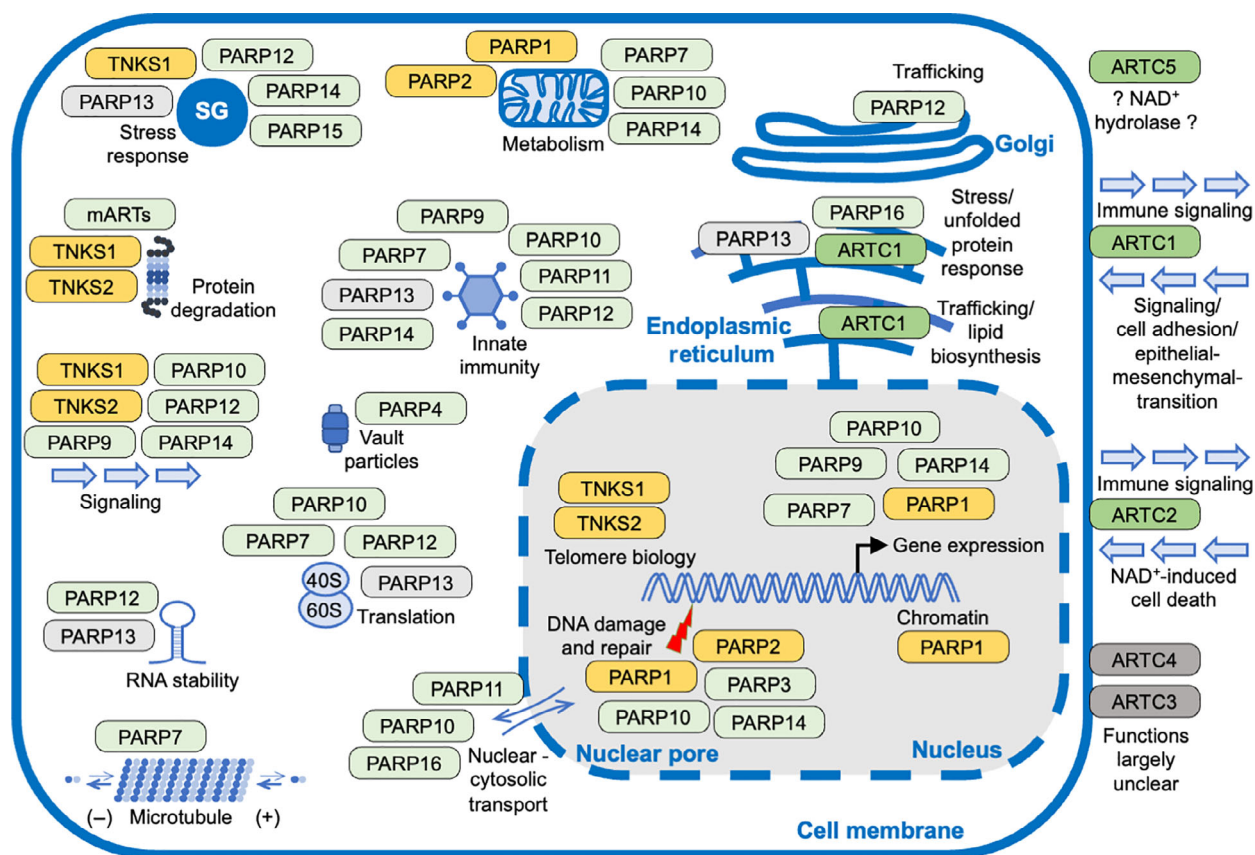 TNKS1
PARP12
PARP13
SG
PARP14
PARP15
Stress
response
PARP1
PARP2
PARP7
PARP10
PARP14
Metabolism
Trafficking
PARP12
Golgi
ARTC5
? NAD⁺
hydrolase ?
mARTs
TNKS1
TNKS2
Protein
degradation
PARP9
PARP7
PARP10
PARP13
PARP11
PARP14
PARP12
Innate
immunity
PARP16
PARP13
ARTC1
Stress/
unfolded
protein
response
Endoplasmic
reticulum
ARTC1
Trafficking/
lipid
biosynthesis
Immune signaling
ARTC1
Signaling/
cell adhesion/
epithelial-
mesenchymal-
transition
TNKS1
PARP10
TNKS2
PARP12
PARP9
PARP14
Signaling
PARP4
Vault
particles
PARP10
PARP7
PARP12
40S
60S
PARP13
Translation
PARP10
PARP9
PARP14
PARP7
PARP1
TNKS1
TNKS2
Telomere biology
Gene expression
Immune signaling
ARTC2
NAD⁺-induced
cell death
PARP12
PARP13
RNA stability
DNA damage
and repair
PARP2
PARP1
PARP3
PARP10
PARP14
Chromatin
PARP1
PARP11
PARP10
PARP16
Nuclear -
cytosolic
transport
Nuclear pore
Nucleus
ARTC4
ARTC3
Functions
largely
unclear
PARP7
(–) Microtubule (+)
Cell membrane